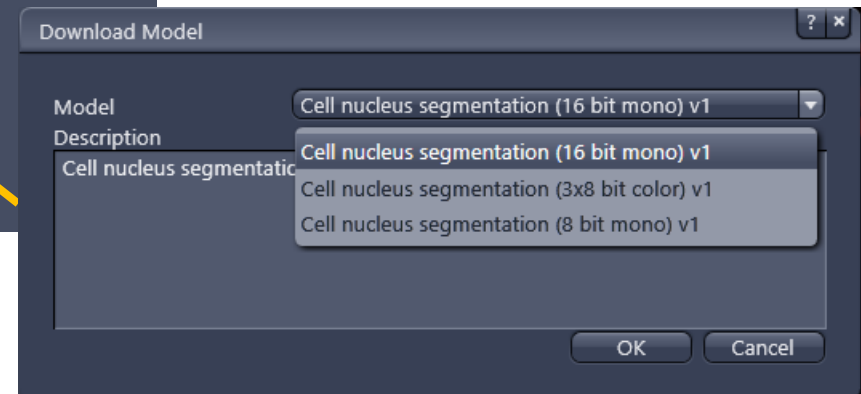 Download Model
? ×
Model
Cell nucleus segmentation (16 bit mono) v1
Description
Cell nucleus segmentation (16 bit mono) v1
Cell nucleus segmentation (3x8 bit color) v1
Cell nucleus segmentation (8 bit mono) v1
Cell nucleus
OK Cancel